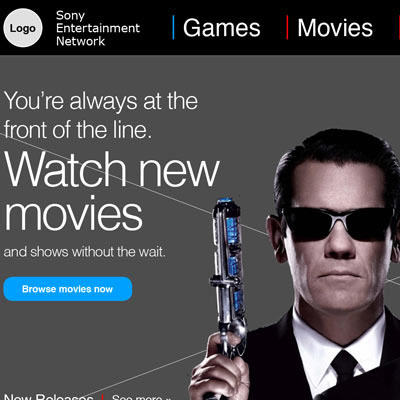 Logo
Sony
Entertainment
Network
Games
Movies
You're always at the
front of the line.
Watch new
movies
and shows without the wait.
Browse movies now
New Releases
See more »